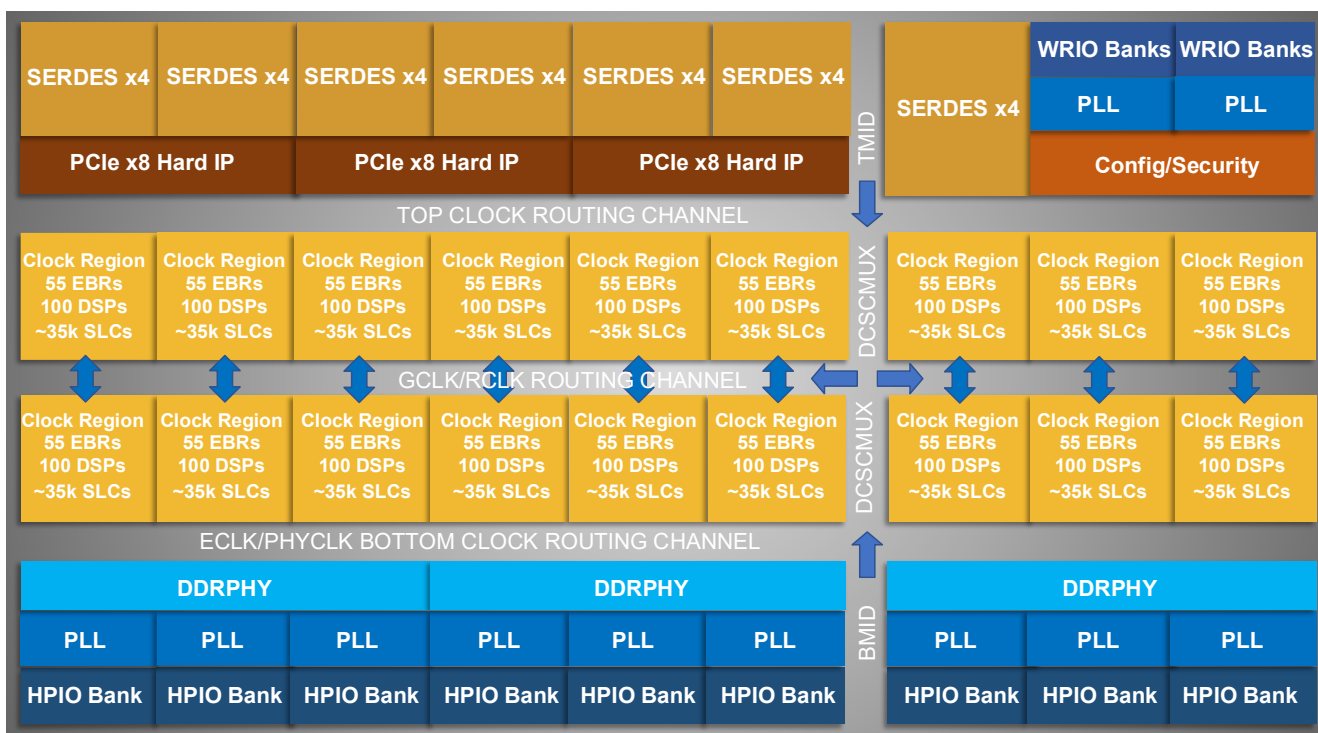 SERDES x4 SERDES x4 SERDES x4 SERDES x4 SERDES x4 SERDES x4 SERDES x4 WRIO Banks WRIO Banks
PLL PLL
PCIe x8 Hard IP PCIe x8 Hard IP PCIe x8 Hard IP TMID Config/Security
TOP CLOCK ROUTING CHANNEL
Clock Region Clock Region Clock Region Clock Region Clock Region Clock Region DCSCMUX Clock Region Clock Region Clock Region
55 EBRs 55 EBRs 55 EBRs 55 EBRs 55 EBRs 55 EBRs 55 EBRs 55 EBRs 55 EBRs
100 DSPs 100 DSPs 100 DSPs 100 DSPs 100 DSPs 100 DSPs 100 DSPs 100 DSPs 100 DSPs
~35k SLCs ~35k SLCs ~35k SLCs ~35k SLCs ~35k SLCs ~35k SLCs ~35k SLCs ~35k SLCs ~35k SLCs
GCLK/RCLK ROUTING CHANNEL
Clock Region Clock Region Clock Region Clock Region Clock Region Clock Region DCSCMUX Clock Region Clock Region Clock Region
55 EBRs 55 EBRs 55 EBRs 55 EBRs 55 EBRs 55 EBRs 55 EBRs 55 EBRs 55 EBRs
100 DSPs 100 DSPs 100 DSPs 100 DSPs 100 DSPs 100 DSPs 100 DSPs 100 DSPs 100 DSPs
~35k SLCs ~35k SLCs ~35k SLCs ~35k SLCs ~35k SLCs ~35k SLCs ~35k SLCs ~35k SLCs ~35k SLCs
ECLK/PHYCLK BOTTOM CLOCK ROUTING CHANNEL
DDRPHY DDRPHY BMID DDRPHY
PLL PLL PLL PLL PLL PLL PLL PLL PLL
HPIO Bank HPIO Bank HPIO Bank HPIO Bank HPIO Bank HPIO Bank HPIO Bank HPIO Bank HPIO Bank